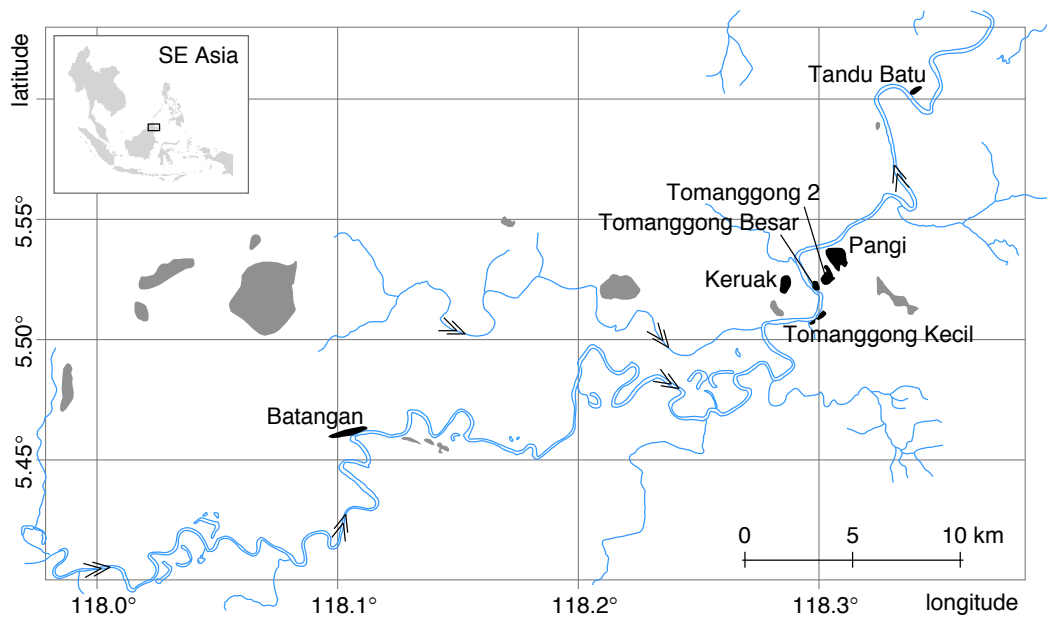 SE Asia
latitude
Tandu Batu
Tomanggong 2
Tomanggong Besar
5.55°
Pangi
Keruak
Tomanggong Kecil
5.50°
Batangan
5.45°
0 5 10 km
118.0° 118.1° 118.2° 118.3° longitude